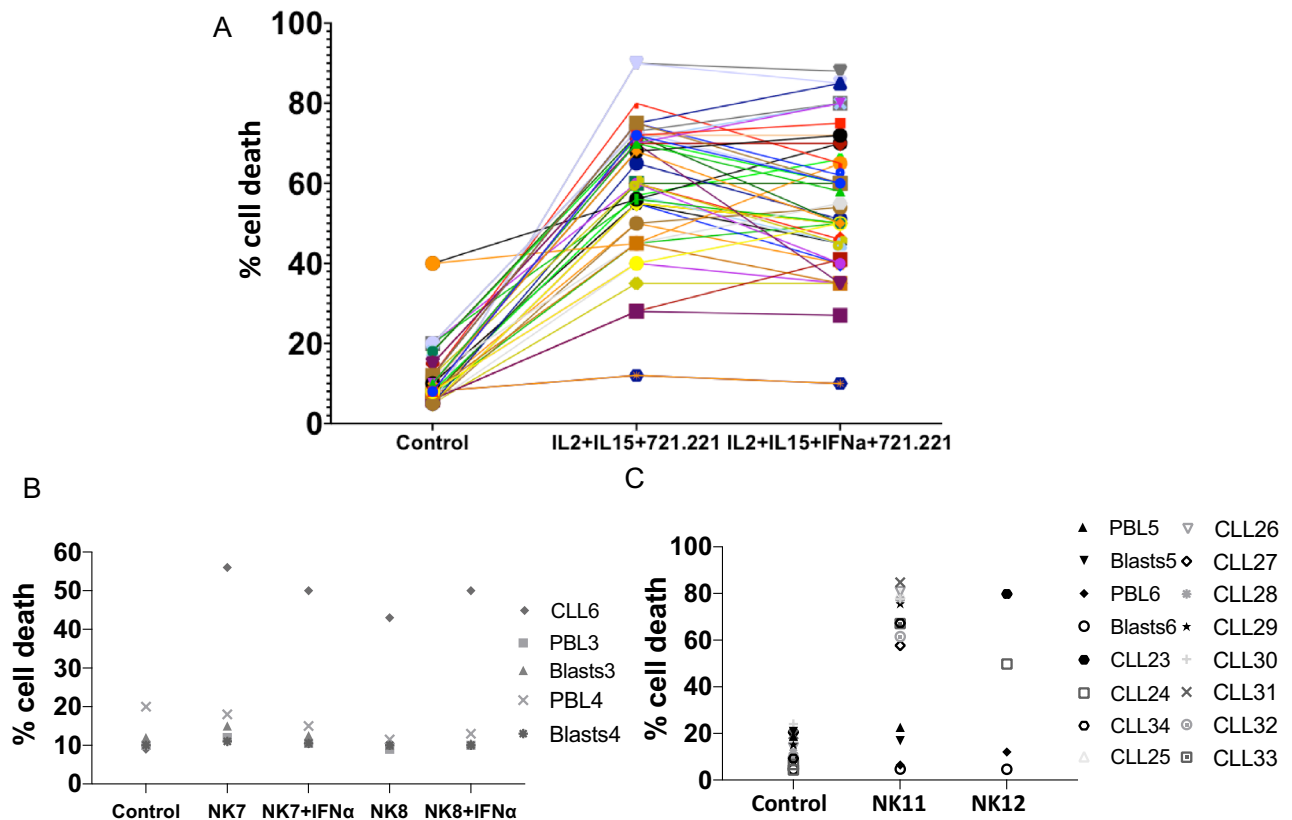 A
100
80
60
40
20
0
% cell death
Control
IL2+IL15+721.221
IL2+IL15+IFNa+721.221
B
60
50
40
30
20
10
0
% cell death
Control
NK7
NK7+IFNα
NK8
NK8+IFNα
CLL6
PBL3
Blasts3
PBL4
Blasts4
C
100
80
60
40
20
0
% cell death
Control
NK11
NK12
PBL5
Blasts5
PBL6
Blasts6
CLL23
CLL24
CLL34
CLL25
CLL26
CLL27
CLL28
CLL29
CLL30
CLL31
CLL32
CLL33